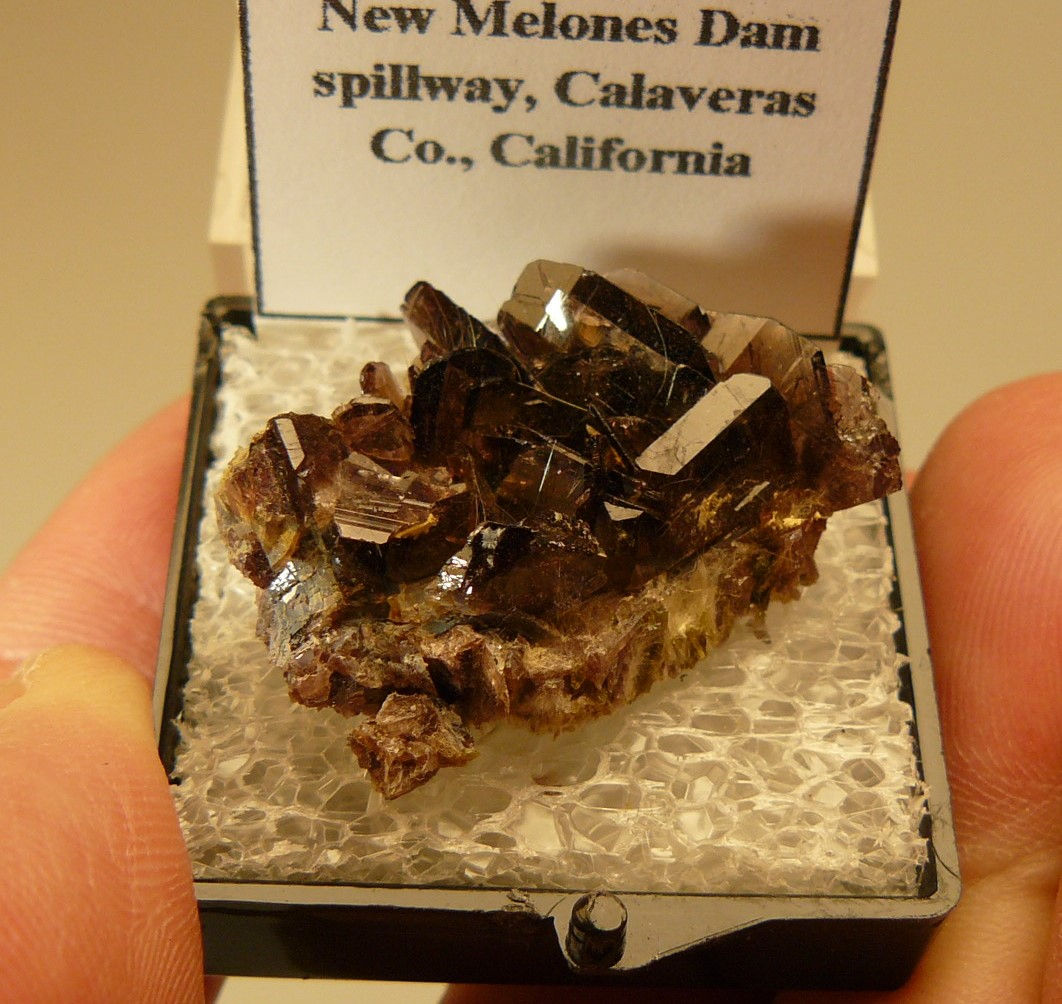 New Melones Dam
spillway, Calaveras
Co., California